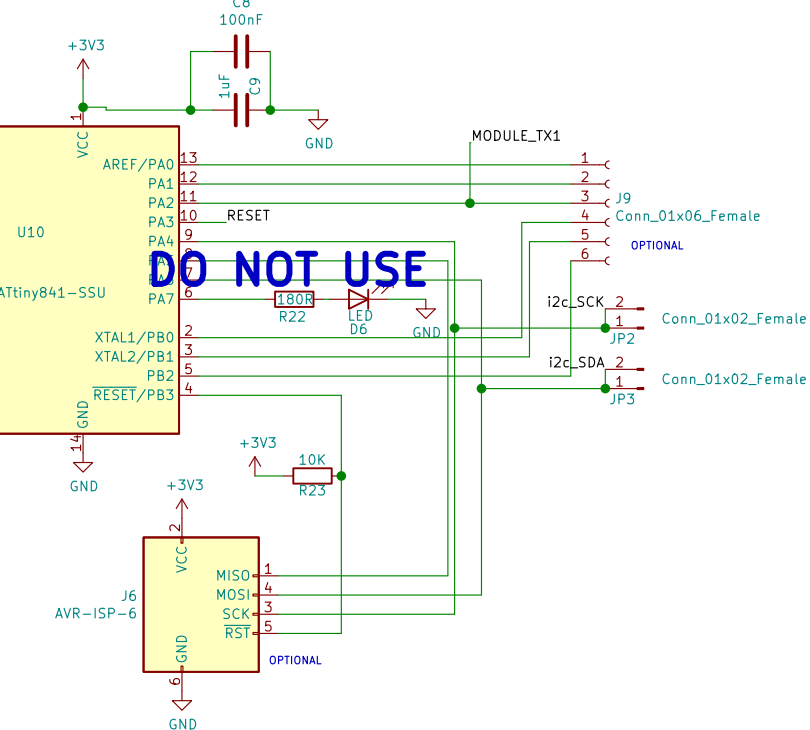 C8
100nF
+3V3
1uF
C9
1
VCC
GND
MODULE_TX1
AREF/PA0 13
PA1 12
PA2 11
PA3 10 RESET
PA4 9
PA7 6
U10
ATtiny841-SSU
DO NOT USE
180R
R22
LED
D6
GND
XTAL1/PB0 2
XTAL2/PB1 3
PB2 5
RESET/PB3 4
GND
14
GND
1
2
3
4
5
6
J9
Conn_01x06_Female
OPTIONAL
i2c_SCK 2
1
JP2
Conn_01x02_Female
i2c_SDA 2
1
JP3
Conn_01x02_Female
+3V3
10K
R23
+3V3
2
VCC
J6
AVR-ISP-6
MISO 1
MOSI 4
SCK 3
RST 5
GND
6
OPTIONAL
GND